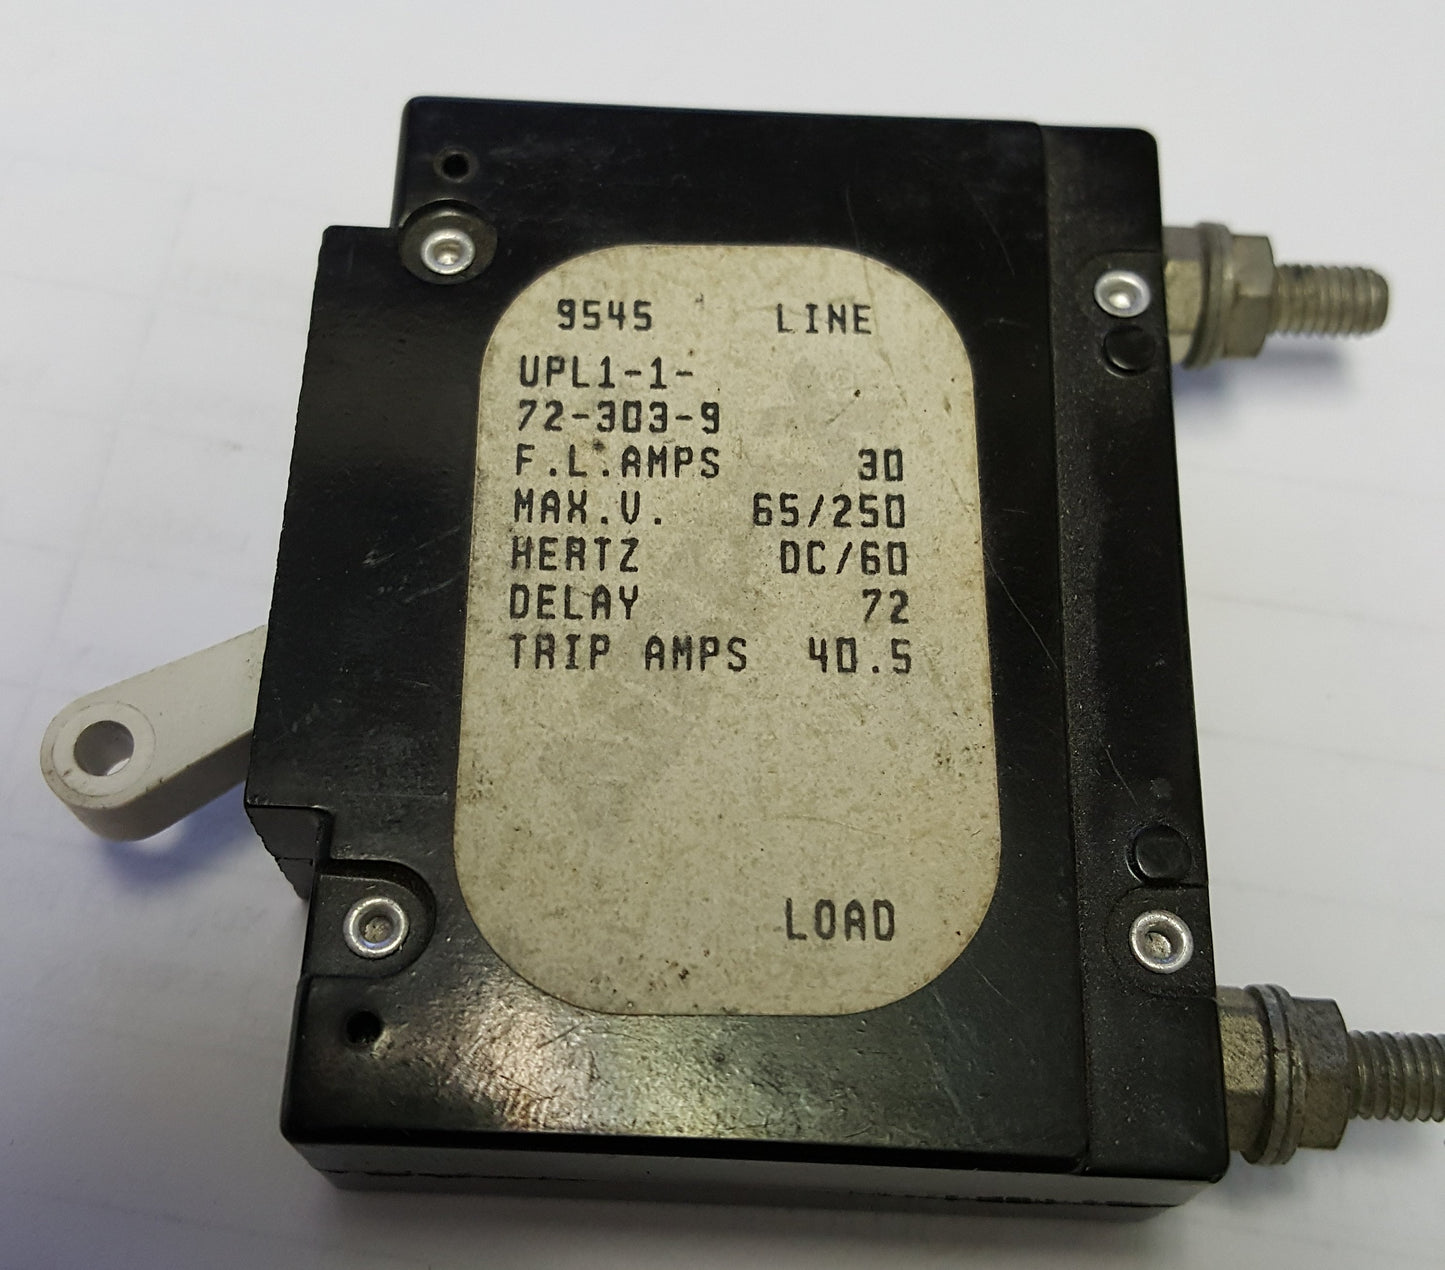 9545 LINE
UPL1-1-
72-303-9
F.L.AMPS 30
MAX.V. 65/250
HERTZ DC/60
DELAY 72
TRIP AMPS 40.5
LOAD